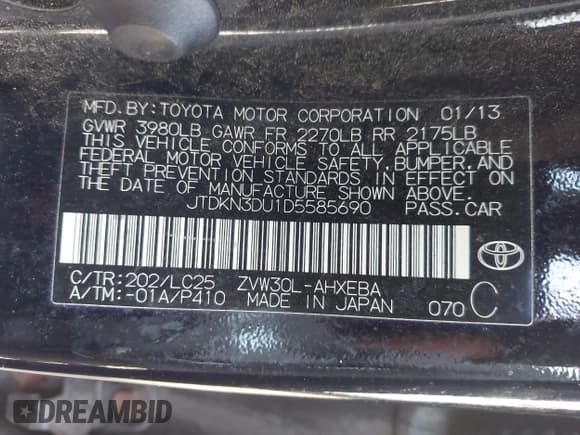 MFD. BY: TOYOTA MOTOR CORPORATION 01/13
GVWR 3980LB GAWR FR 2270LB RR 2175LB
THIS VEHICLE CONFORMS TO ALL APPLICABLE
FEDERAL MOTOR VEHICLE SAFETY, BUMPER, AND
THEFT PREVENTION STANDARDS IN EFFECT ON
THE DATE OF MANUFACTURE SHOWN ABOVE.
JTDKN3DU1D5585690 PASS. CAR
C/TR: 202/LC25 ZVW30L-AHXEBA
A/TM: -01A/P410 MADE IN JAPAN 070 C
DREAMBID